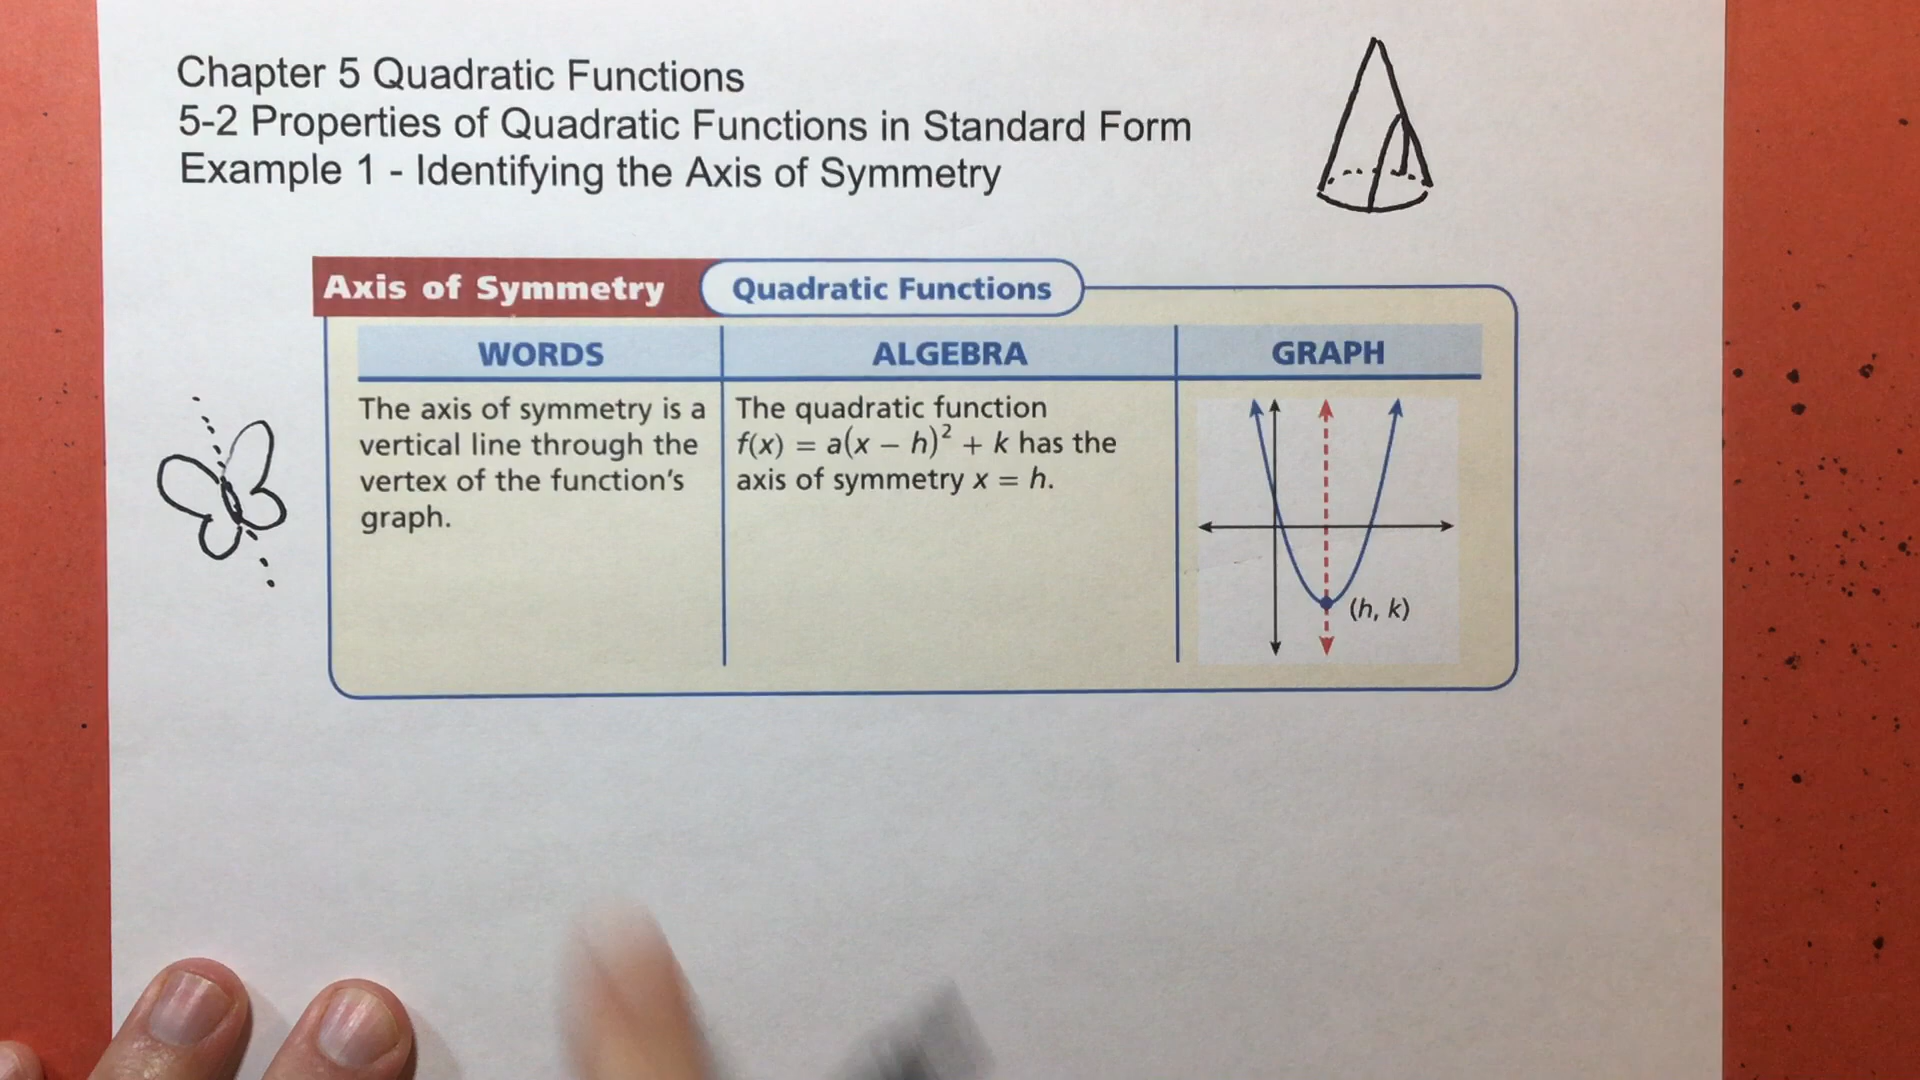 Chapter 5 Quadratic Functions
5-2 Properties of Quadratic Functions in Standard Form
Example 1 - Identifying the Axis of Symmetry
Axis of Symmetry
Quadratic Functions
WORDS
The axis of symmetry is a
vertical line through the
vertex of the function's
graph.
ALGEBRA
The quadratic function
f(x) = a(x − h)² + k has the
axis of symmetry x = h.
GRAPH
(h, k)